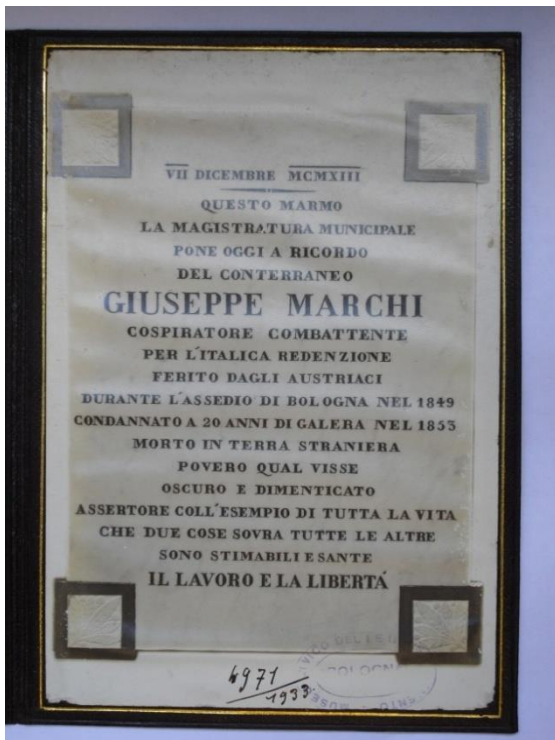 VII DICEMBRE MCMXIII
QUESTO MARMO
LA MAGISTRATURA MUNICIPALE
PONE OGGI A RICORDO
DEL CONTERRANEO
GIUSEPPE MARCHI
COSPIRATORE COMBATTENTE
PER L'ITALICA REDENZIONE
FERITO DAGLI AUSTRIACI
DURANTE L'ASSEDIO DI BOLOGNA NEL 1849
CONDANNATO A 20 ANNI DI GALERA NEL 1853
MORTO IN TERRA STRANIERA
POVERO QUAL VISSE
OSCURO E DIMENTICATO
ASSERTORE COLL'ESEMPIO DI TUTTA LA VITA
CHE DUE COSE SOVRA TUTTE LE ALTRE
SONO STIMABILI E SANTE
IL LAVORO E LA LIBERTÁ
BOLOGNA
4971
1933